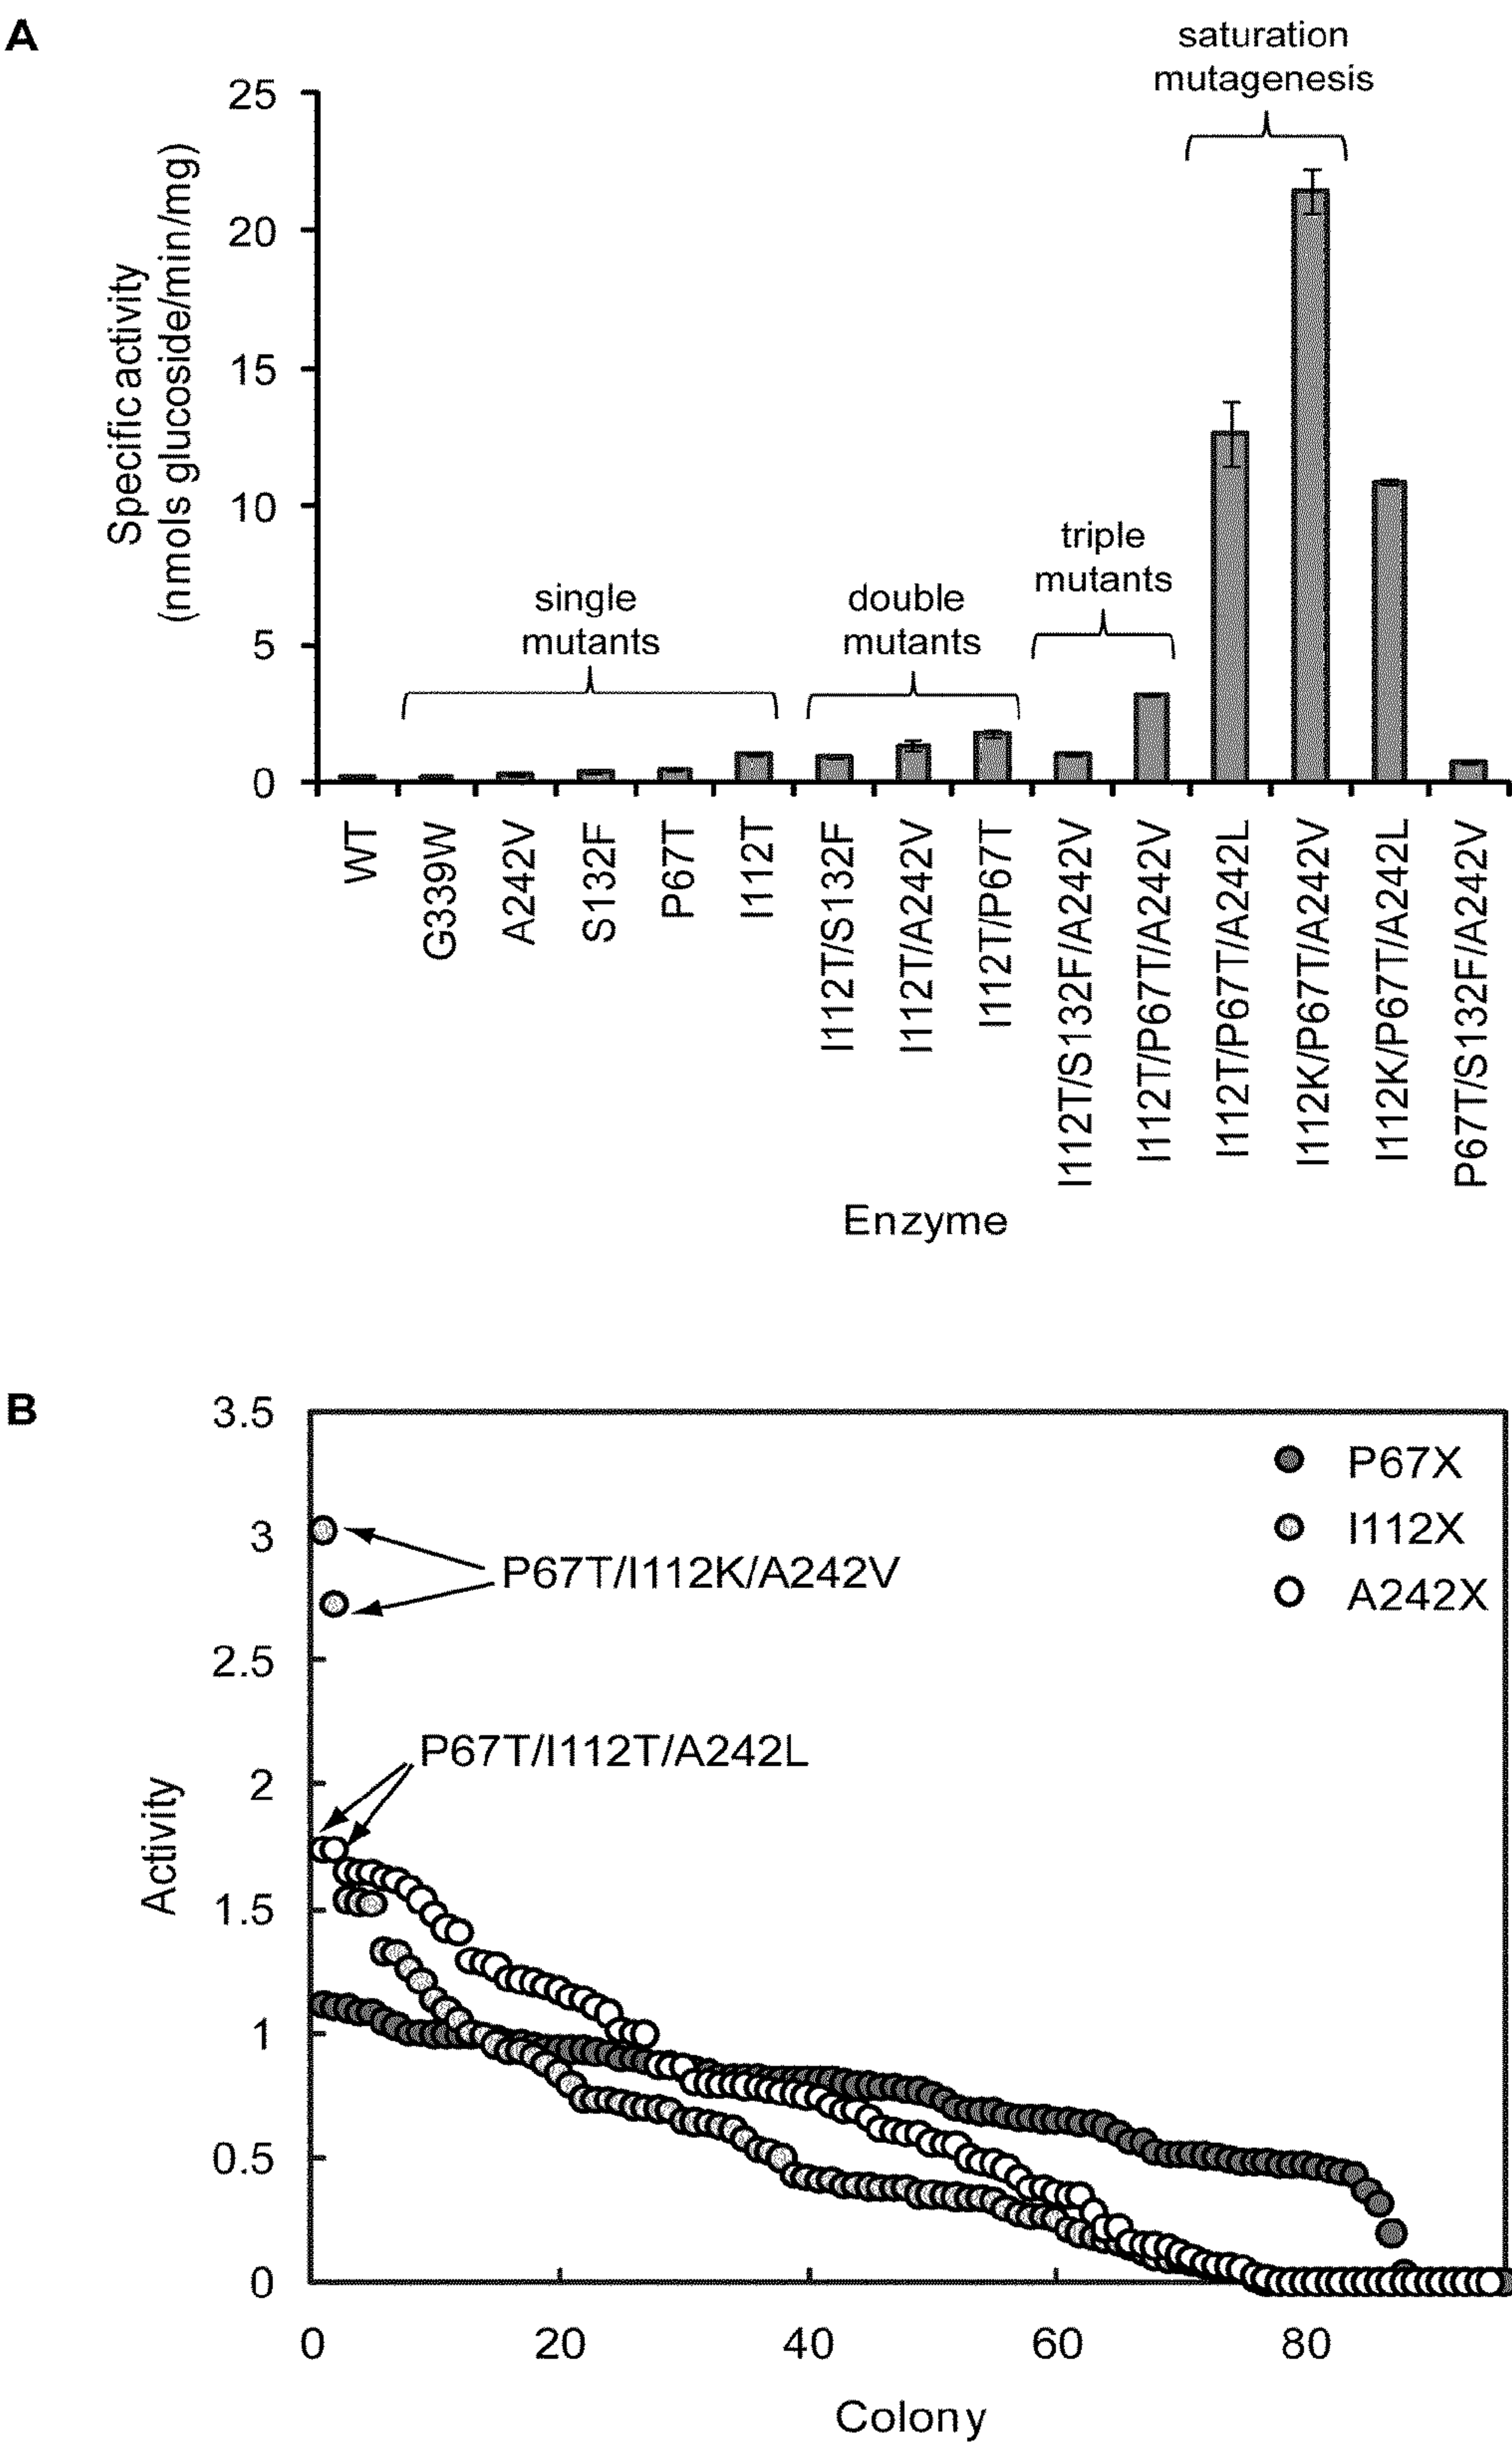 A
saturation
mutagenesis
25
20
15
10
5
0
Specific activity
(nmols glucoside/min/mg)
single
mutants
double
mutants
triple
mutants
WT
G339W
A242V
S132F
P67T
I112T
I112T/S132F
I112T/A242V
I112T/P67T
I112T/S132F/A242V
I112T/P67T/A242V
I112T/P67T/A242L
I112K/P67T/A242V
I112K/P67T/A242L
P67T/S132F/A242V
Enzyme
B
3.5
3
2.5
2
1.5
1
0.5
0
Activity
P67X
I112X
A242X
P67T/I112K/A242V
P67T/I112T/A242L
0
20
40
60
80
Colony